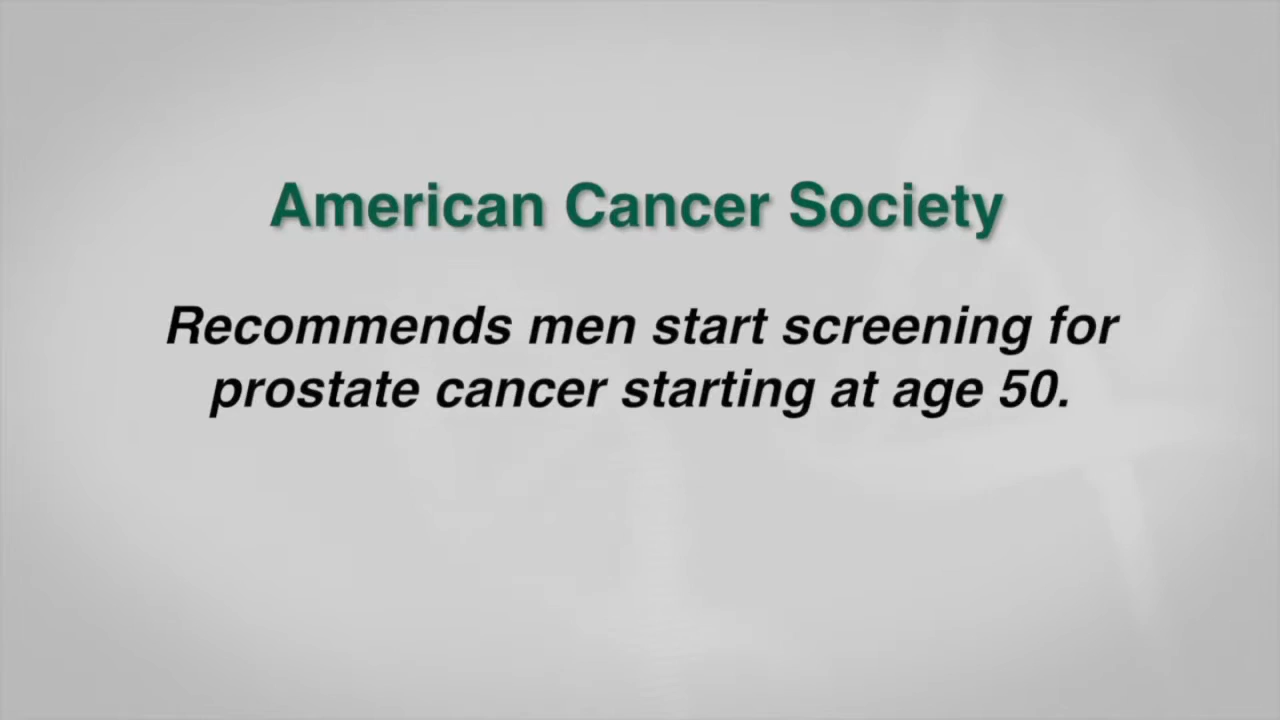 American Cancer Society
Recommends men start screening for
prostate cancer starting at age 50.